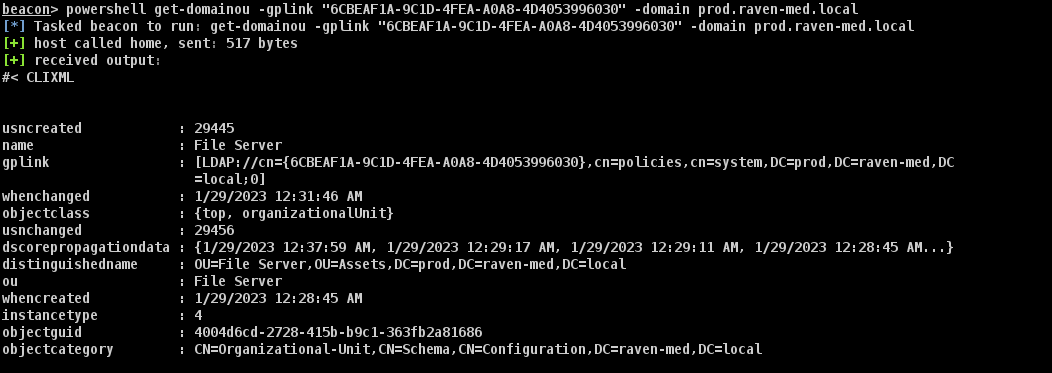 beacon> powershell get-domainou -gplink "6CBEAF1A-9C1D-4FEA-A0A8-4D4053996030" -domain prod.raven-med.local
[*] Tasked beacon to run: get-domainou -gplink "6CBEAF1A-9C1D-4FEA-A0A8-4D4053996030" -domain prod.raven-med.local
[+] host called home, sent: 517 bytes
[+] received output:
#< CLIXML
usncreated : 29445
name : File Server
gplink : [LDAP://cn={6CBEAF1A-9C1D-4FEA-A0A8-4D4053996030},cn=policies,cn=system,DC=prod,DC=raven-med,DC
=local;0]
whenchanged : 1/29/2023 12:31:46 AM
objectclass : {top, organizationalUnit}
usnchanged : 29456
dscorepropagationdata : {1/29/2023 12:37:59 AM, 1/29/2023 12:29:17 AM, 1/29/2023 12:29:11 AM, 1/29/2023 12:28:45 AM...}
distinguishedname : OU=File Server,OU=Assets,DC=prod,DC=raven-med,DC=local
ou : File Server
whencreated : 1/29/2023 12:28:45 AM
instancetype : 4
objectguid : 4004d6cd-2728-415b-b9c1-363fb2a81686
objectcategory : CN=Organizational-Unit,CN=Schema,CN=Configuration,DC=raven-med,DC=local